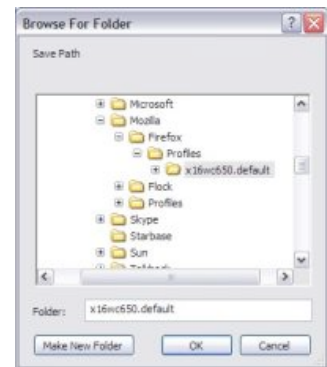 Browse For Folder
Save Path
Microsoft
Mozilla
Firefox
Profiles
x16wc650.default
Flock
Profiles
Skype
Starbase
Sun
Talkback
Folder: x16wc650.default
Make New Folder OK Cancel